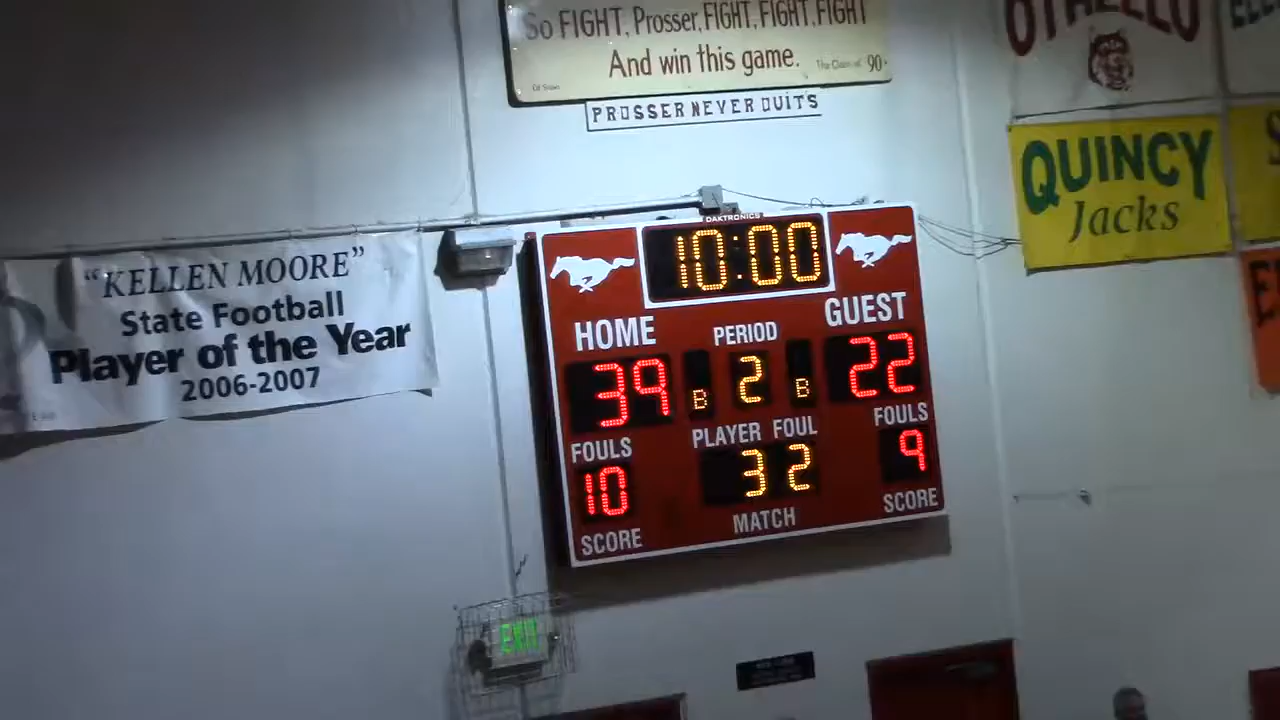 So FIGHT, Prosser, FIGHT, FIGHT, FIGHT
And win this game.
The Class of 90
PROSSER NEVER QUITS
OTHELLO
QUINCY
Jacks
"KELLEN MOORE"
State Football
Player of the Year
2006-2007
DAKTRONICS
10:00
HOME
PERIOD
GUEST
39
B
2
B
22
FOULS
PLAYER FOUL
FOULS
10
3 2
9
SCORE
MATCH
SCORE
EXIT